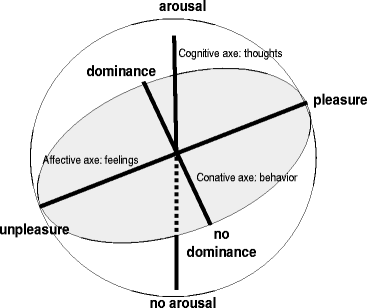 arousal
Cognitive axe: thoughts
dominance
pleasure
Affective axe: feelings
Conative axe: behavior
unpleasure
no
dominance
no arousal